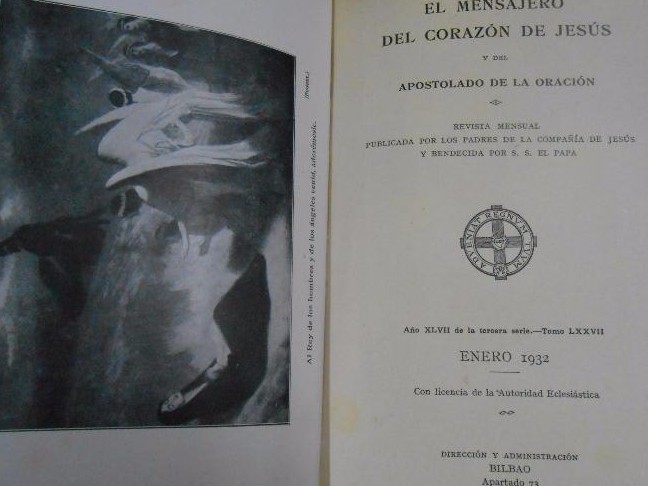 Al Rey de los hombres y de los ángeles venid, adorémosle.
EL MENSAJERO
DEL CORAZÓN DE JESÚS
Y DEL
APOSTOLADO DE LA ORACIÓN
REVISTA MENSUAL
PUBLICADA POR LOS PADRES DE LA COMPAÑÍA DE JESÚS
Y BENDECIDA POR S. S. EL PAPA
ADVENIAT REGNVM TVVM
Año XLVII de la tercera serie.—Tomo LXXVII
ENERO 1932
Con licencia de la Autoridad Eclesiástica
DIRECCIÓN Y ADMINISTRACIÓN
BILBAO
Apartado 73